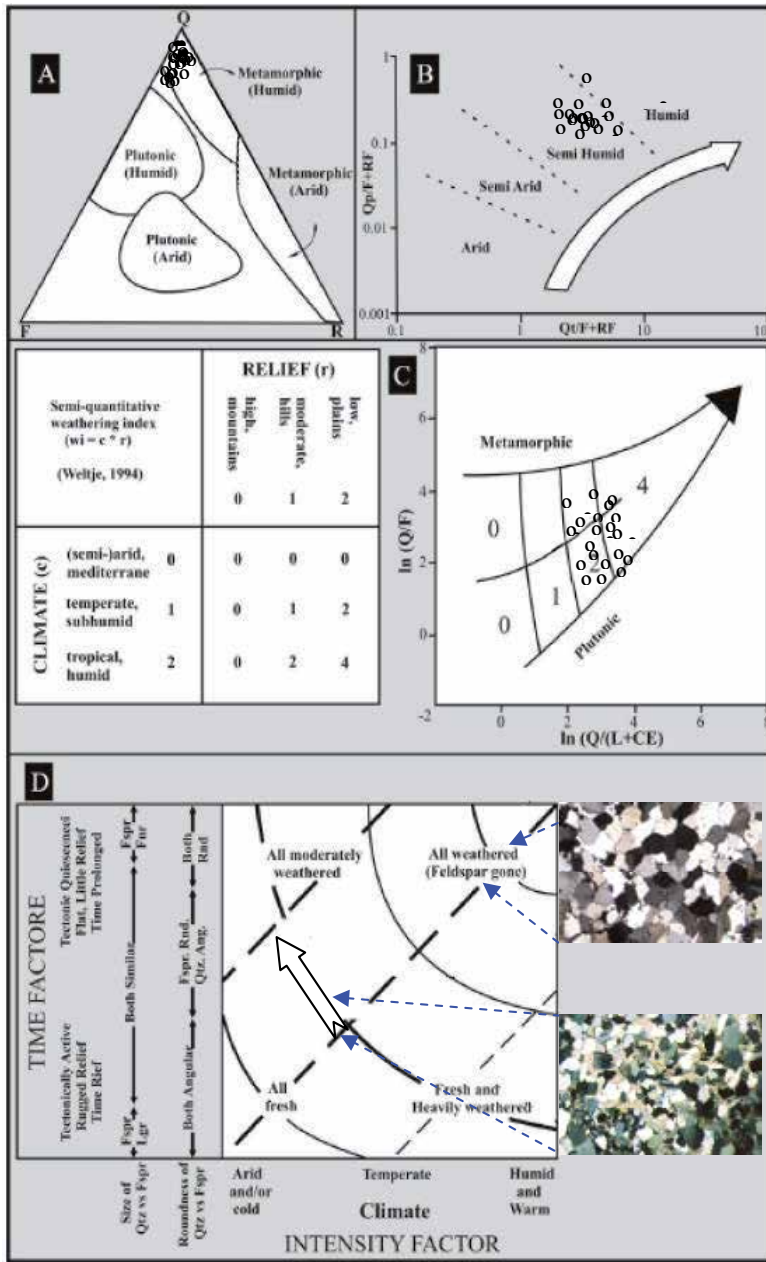 A
Q
Metamorphic
(Humid)
Plutonic
(Humid)
Metamorphic
(Arid)
Plutonic
(Arid)
F
R
B
Qp/F+RF
1
0.1
0.01
0.001
Humid
Semi Humid
Semi Arid
Arid
0.1
1
10
Qt/F+RF
Semi-quantitative
weathering index
(wi = c * r)
(Weltje, 1994)
RELIEF (r)
high,
mountains
moderate,
hills
low,
plains
0 1 2
CLIMATE (c)
(semi-)arid,
mediterrane
0 0 0 0
temperate,
subhumid
1 0 1 2
tropical,
humid
2 0 2 4
C
ln (Q/F)
8
6
4
2
0
-2
Metamorphic
0
4
2
1
0
Plutonic
0 2 4 6 8
ln (Q/(L+CE)
D
TIME FACTORE
Tectonic Quiescenceı
Flat, Little Relief
Time Prolonged
Tectonically Active
Rugged Relief
Time Rief
Fspr
Fnr
Both Similar
Fspr
Lgr
Both
Rnd
Fspr. Rnd,
Qtz. Ang.
Both Angular
Size of
Qtz vs Fspr
Roundness of
Qtz vs Fspr
All moderately
weathered
All weathered
(Feldspar gone)
All
fresh
Fresh and
Heavily weathered
Arid
and/or
cold
Temperate
Humid
and
Warm
Climate
INTENSITY FACTOR